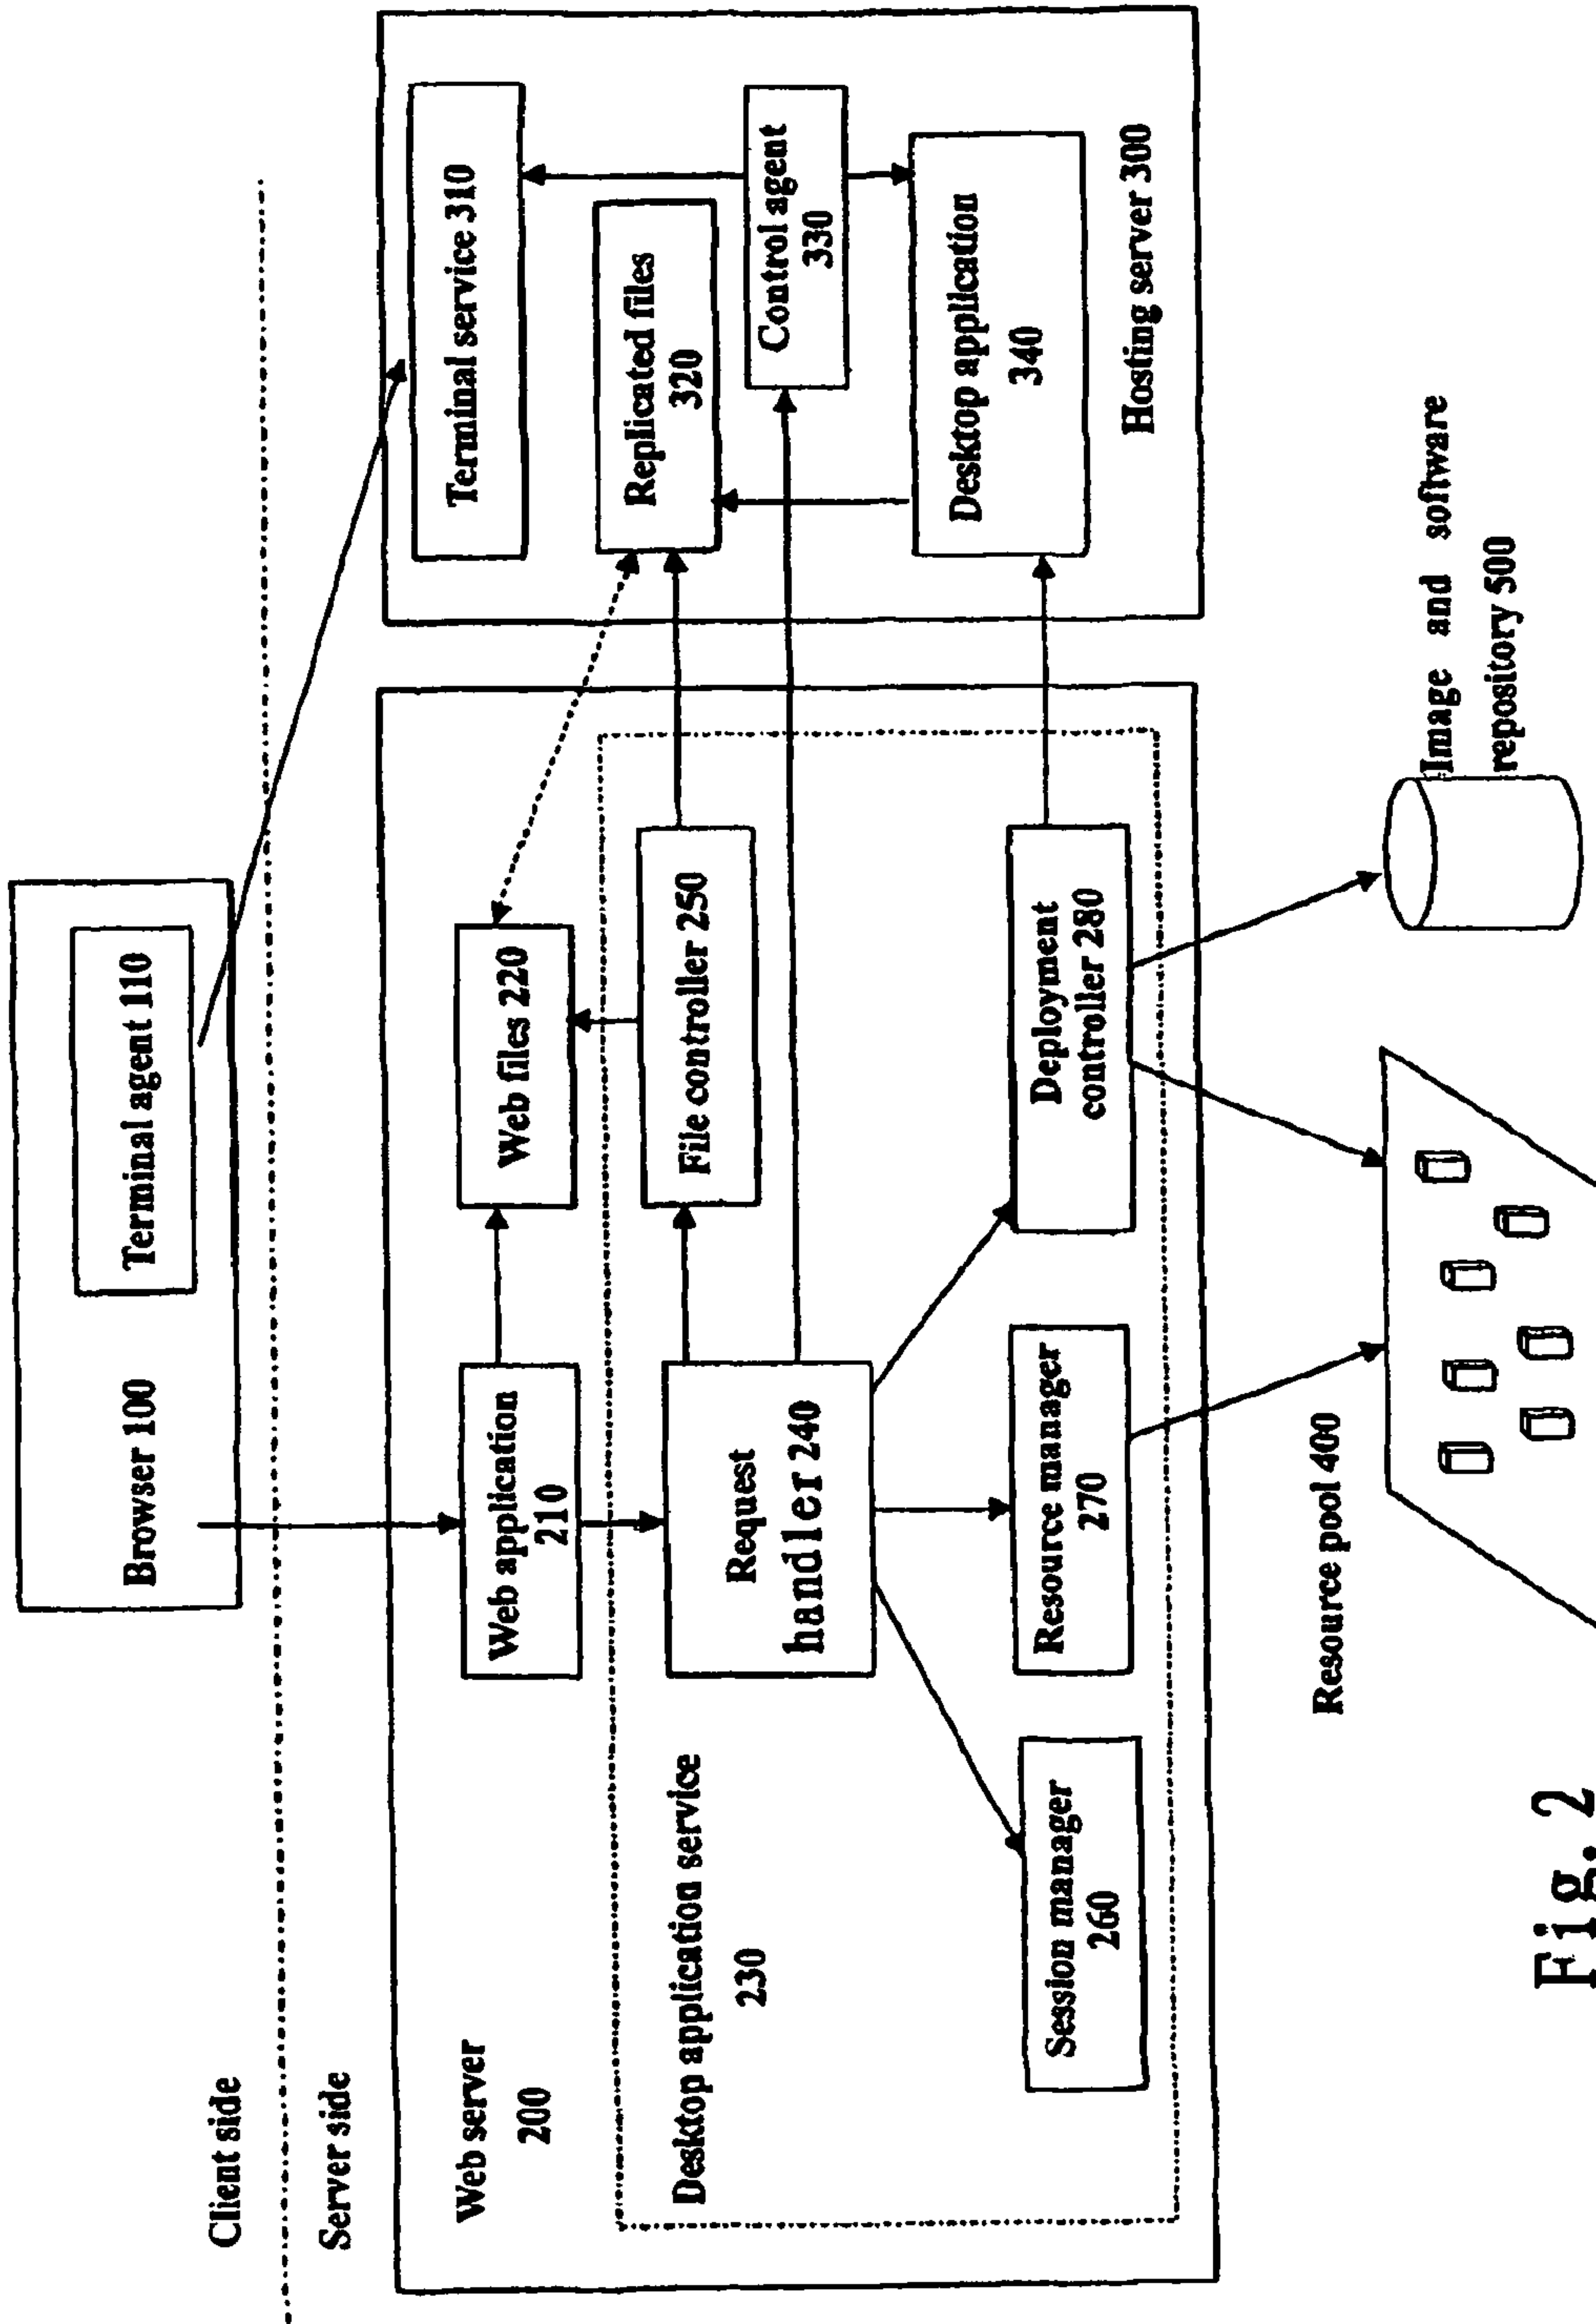 Client side
Server side
Browser 100
Terminal agent 110
Web server
200
Web application
210
Web files 220
Desktop application service
230
Request
handler 240
File controller 250
Session manager
260
Resource manager
270
Deployment
controller 280
Terminal service 310
Replicated files
320
Control agent
330
Desktop application
340
Hosting server 300
Resource pool 400
Image and software
repository 500
Fig. 2